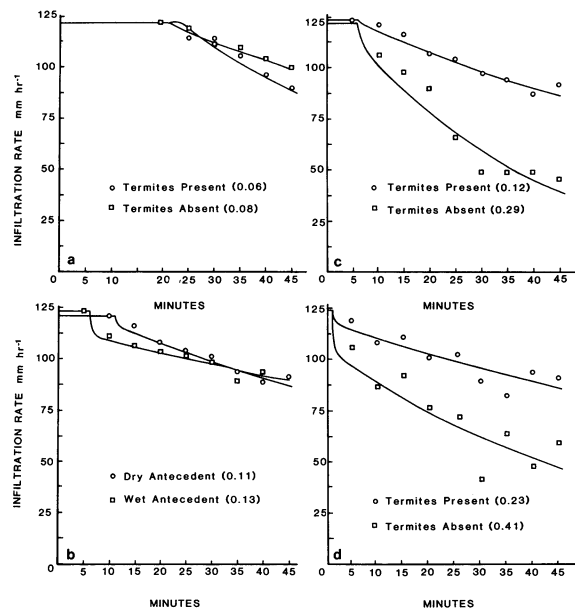 INFILTRATION RATE mm hr⁻¹
125
100
75
50
25
0
Termites Present (0.06)
Termites Absent (0.08)
a
5 10 15 20 25 30 35 40 45
MINUTES
125
100
75
50
25
0
Termites Present (0.12)
Termites Absent (0.29)
c
5 10 15 20 25 30 35 40 45
MINUTES
INFILTRATION RATE mm hr⁻¹
125
100
75
50
25
0
Dry Antecedent (0.11)
Wet Antecedent (0.13)
b
5 10 15 20 25 30 35 40 45
MINUTES
125
100
75
50
25
0
Termites Present (0.23)
Termites Absent (0.41)
d
5 10 15 20 25 30 35 40 45
MINUTES